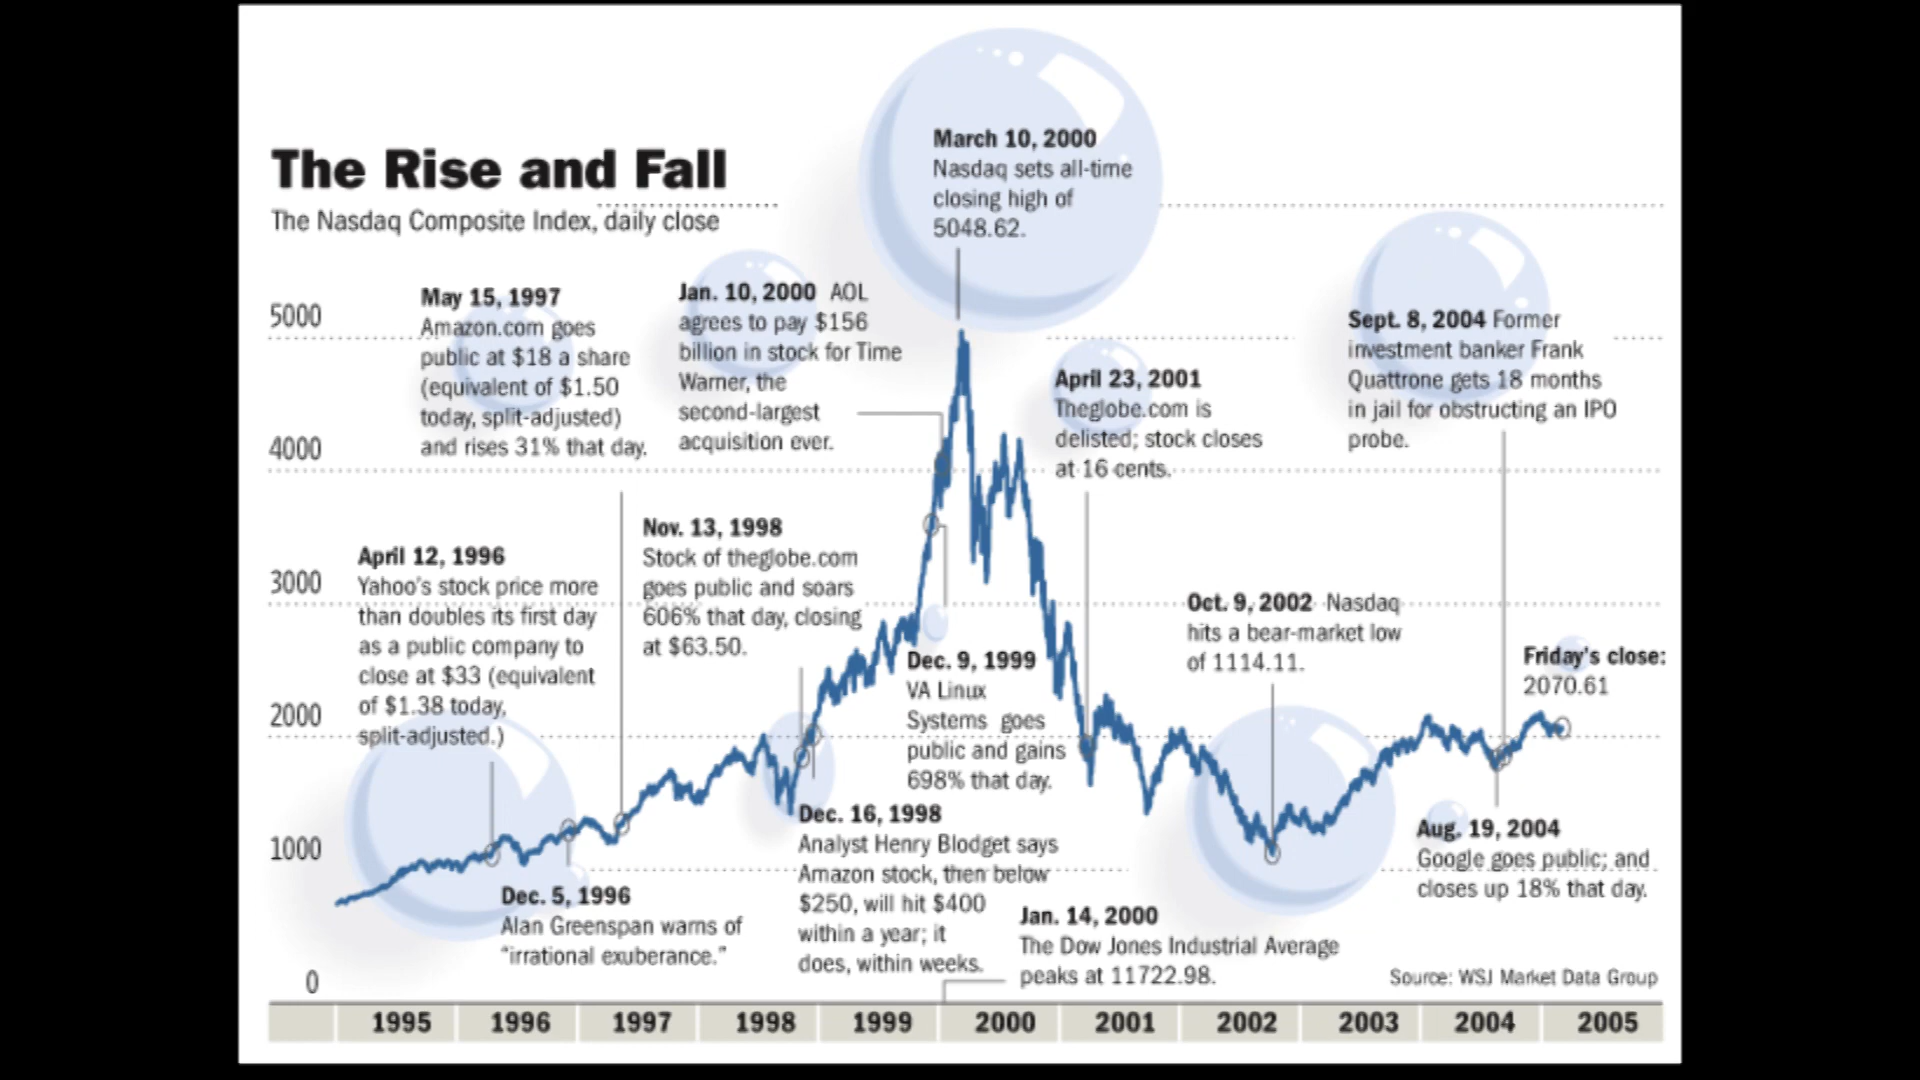 The Rise and Fall
The Nasdaq Composite Index, daily close
March 10, 2000
Nasdaq sets all-time
closing high of
5048.62.
May 15, 1997
Amazon.com goes
public at $18 a share
(equivalent of $1.50
today, split-adjusted)
and rises 31% that day.
Jan. 10, 2000 AOL
agrees to pay $156
billion in stock for Time
Warner, the
second-largest
acquisition ever.
April 23, 2001
Theglobe.com is
delisted; stock closes
at 16 cents.
Sept. 8, 2004 Former
investment banker Frank
Quattrone gets 18 months
in jail for obstructing an IPO
probe.
April 12, 1996
Yahoo's stock price more
than doubles its first day
as a public company to
close at $33 (equivalent
of $1.38 today,
split-adjusted.)
Nov. 13, 1998
Stock of theglobe.com
goes public and soars
606% that day, closing
at $63.50.
Dec. 9, 1999
VA Linux
Systems goes
public and gains
698% that day.
Oct. 9, 2002 Nasdaq
hits a bear-market low
of 1114.11.
Friday's close:
2070.61
Dec. 5, 1996
Alan Greenspan warns of
"irrational exuberance."
Dec. 16, 1998
Analyst Henry Blodget says
Amazon stock, then below
$250, will hit $400
within a year; it
does, within weeks.
Jan. 14, 2000
The Dow Jones Industrial Average
peaks at 11722.98.
Aug. 19, 2004
Google goes public; and
closes up 18% that day.
Source: WSJ Market Data Group
5000
4000
3000
2000
1000
0
1995 1996 1997 1998 1999 2000 2001 2002 2003 2004 2005